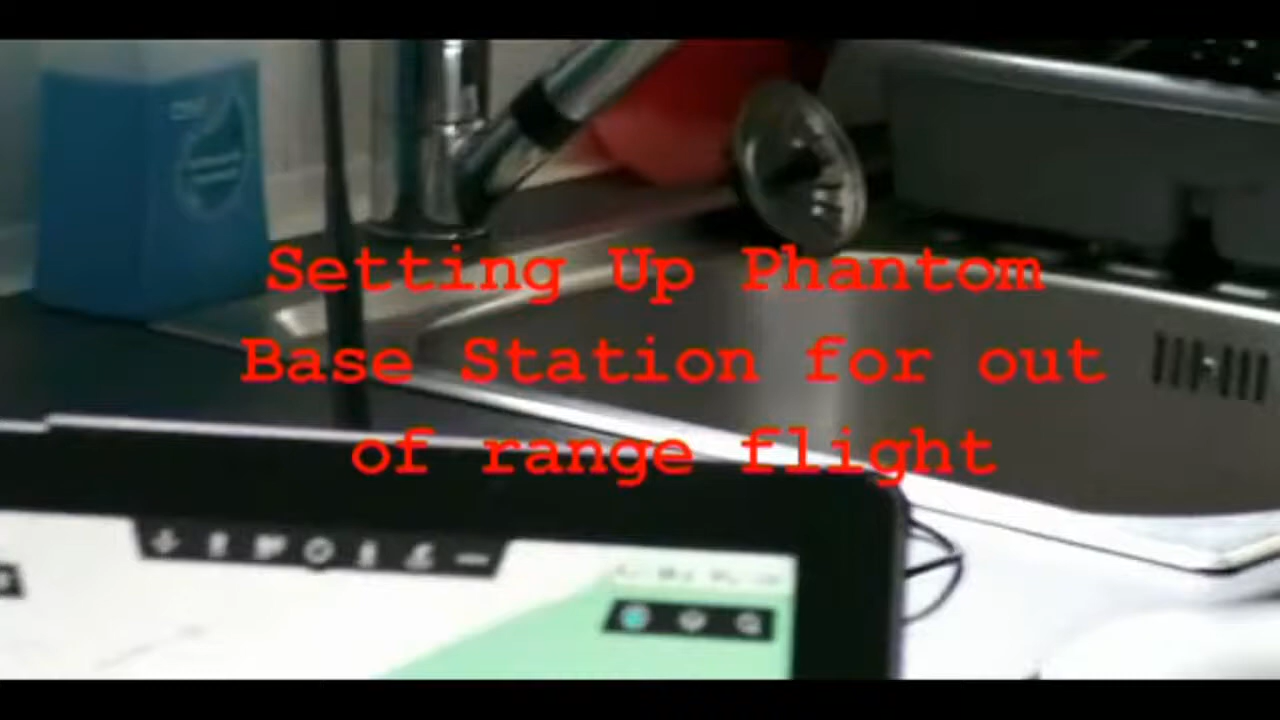 Setting Up Phantom
Base Station for out
of range flight